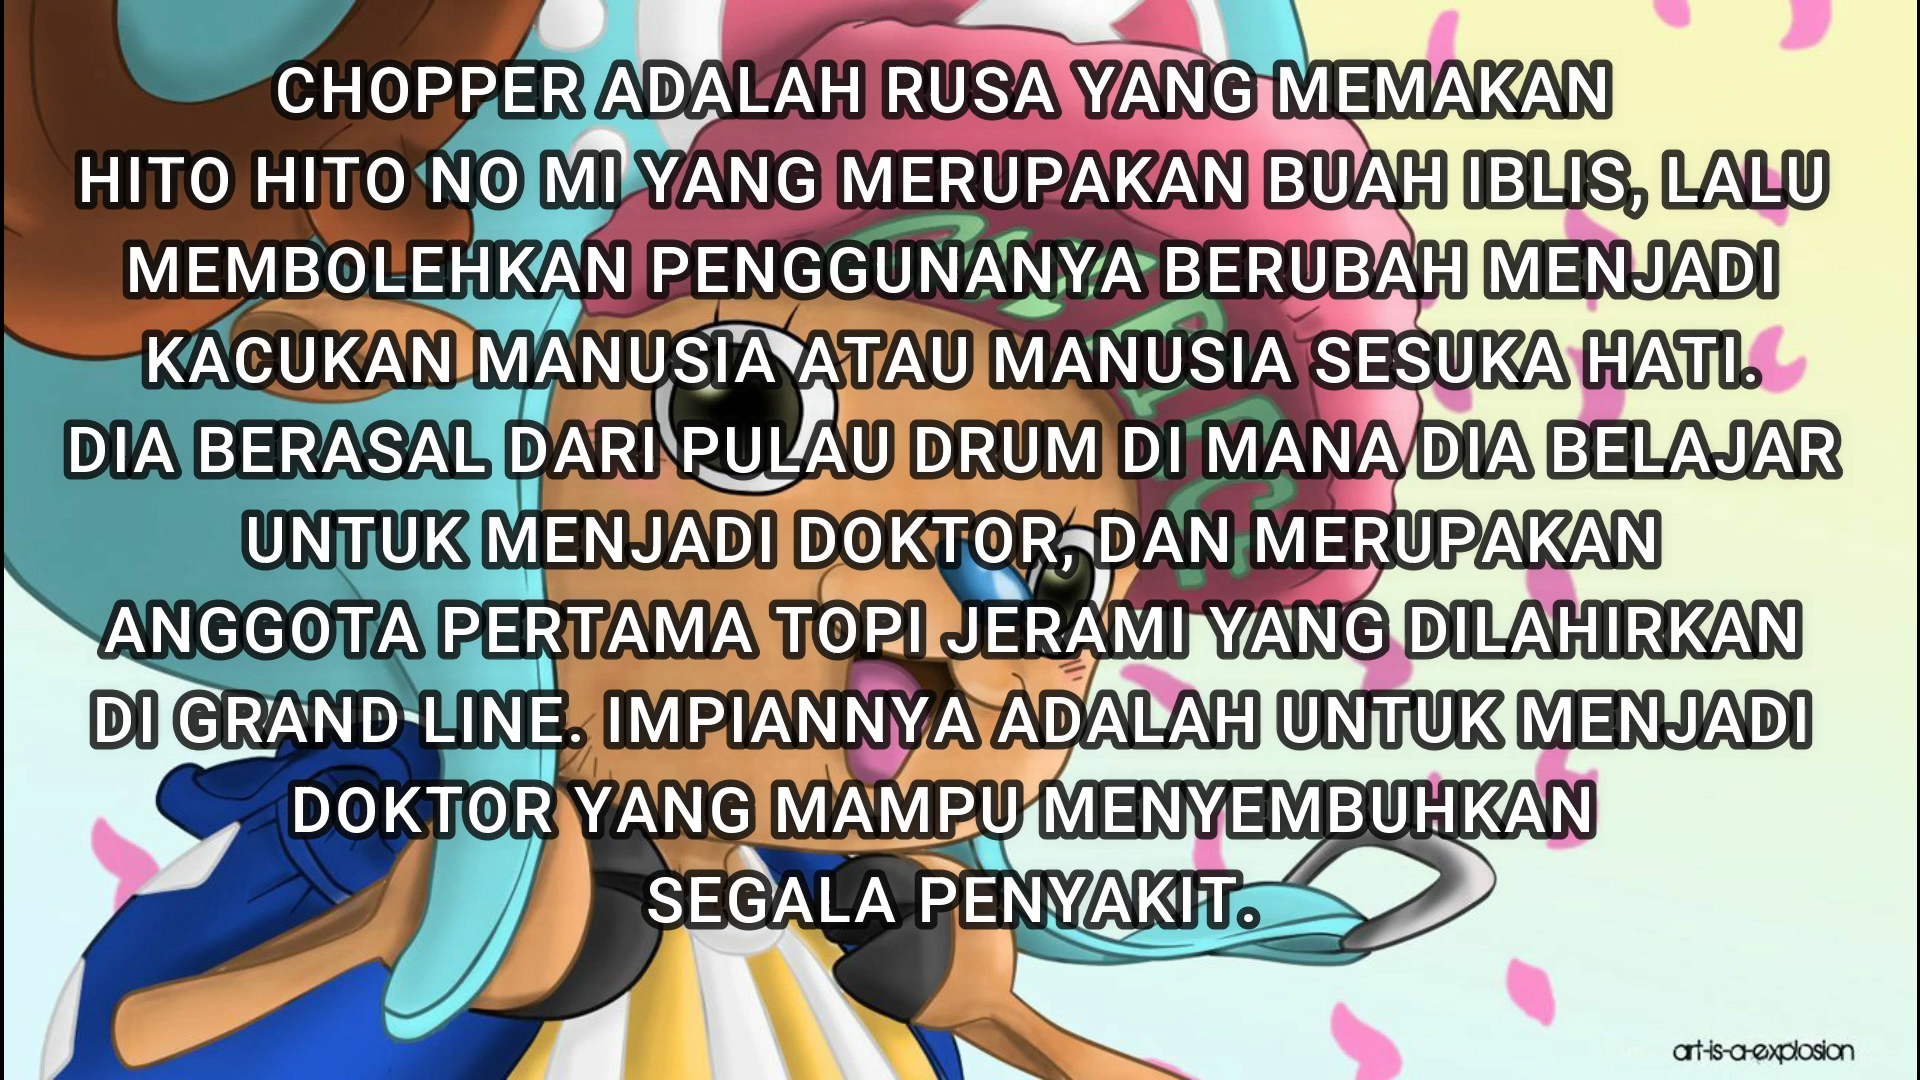 CHOPPER ADALAH RUSA YANG MEMAKAN
HITO HITO NO MI YANG MERUPAKAN BUAH IBLIS, LALU
MEMBOLEHKAN PENGGUNANYA BERUBAH MENJADI
KACUKAN MANUSIA ATAU MANUSIA SESUKA HATI.
DIA BERASAL DARI PULAU DRUM DI MANA DIA BELAJAR
UNTUK MENJADI DOKTOR, DAN MERUPAKAN
ANGGOTA PERTAMA TOPI JERAMI YANG DILAHIRKAN
DI GRAND LINE. IMPIANNYA ADALAH UNTUK MENJADI
DOKTOR YANG MAMPU MENYEMBUHKAN
SEGALA PENYAKIT.
art-is-a-explosion